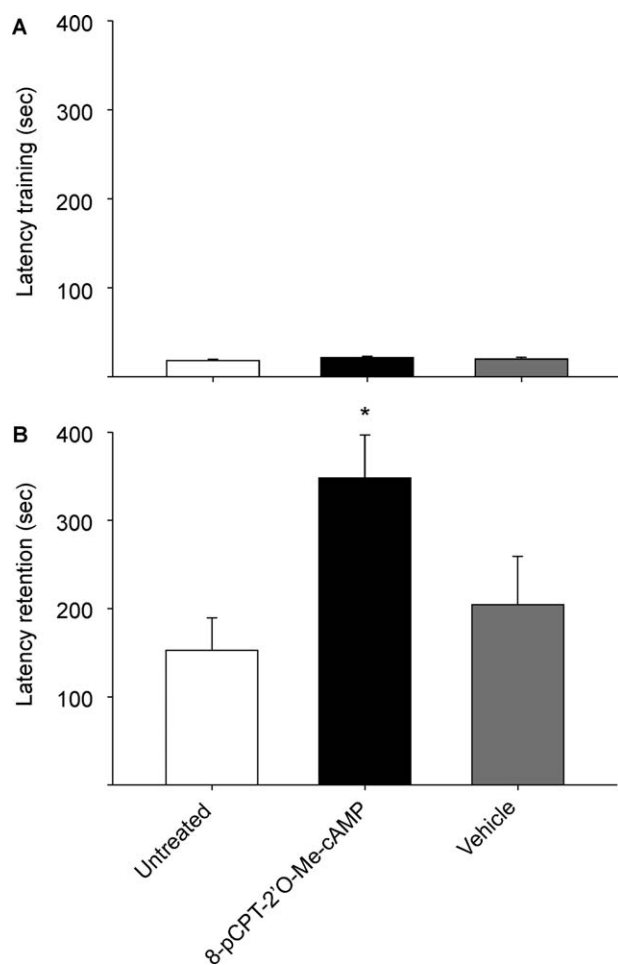 A
Latency training (sec)
400
300
200
100
B
*
Latency retention (sec)
400
300
200
100
Untreated
8-pCPT-2'O-Me-cAMP
Vehicle